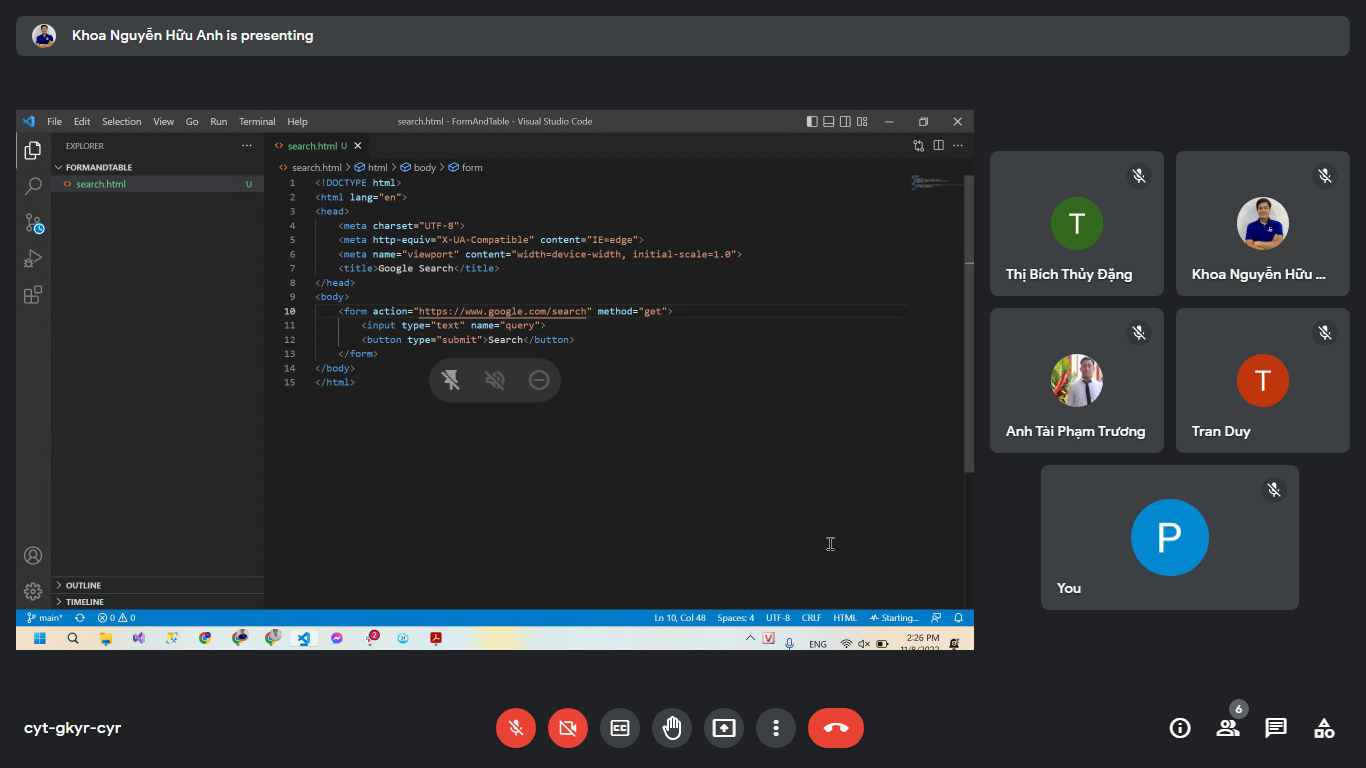 Khoa Nguyễn Hữu Anh is presenting
File Edit Selection View Go Run Terminal Help
search.html - FormAndTable - Visual Studio Code
EXPLORER
FORMANDTABLE
search.html U
search.html U
search.html > html > body > form
1 <!DOCTYPE html>
2 <html lang="en">
3 <head>
4 <meta charset="UTF-8">
5 <meta http-equiv="X-UA-Compatible" content="IE=edge">
6 <meta name="viewport" content="width=device-width, initial-scale=1.0">
7 <title>Google Search</title>
8 </head>
9 <body>
10 <form action="https://www.google.com/search" method="get">
11 <input type="text" name="query">
12 <button type="submit">Search</button>
13 </form>
14 </body>
15 </html>
OUTLINE
TIMELINE
main* 0 0
Ln 10, Col 48 Spaces: 4 UTF-8 CRLF HTML Starting...
2
V
ENG
2:26 PM
11/8/2022
T
Thị Bích Thủy Đặng
Khoa Nguyễn Hữu ...
Anh Tài Phạm Trương
T
Tran Duy
P
You
cyt-gkyr-cyr
CC
6